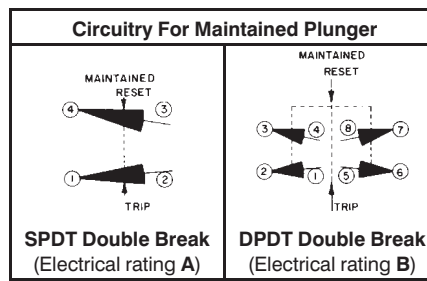 Circuitry For Maintained Plunger
MAINTAINED
RESET
4 3
1 2
TRIP
SPDT Double Break
(Electrical rating A)
MAINTAINED
RESET
3 4 8 7
2 1 5 6
TRIP
DPDT Double Break
(Electrical rating B)